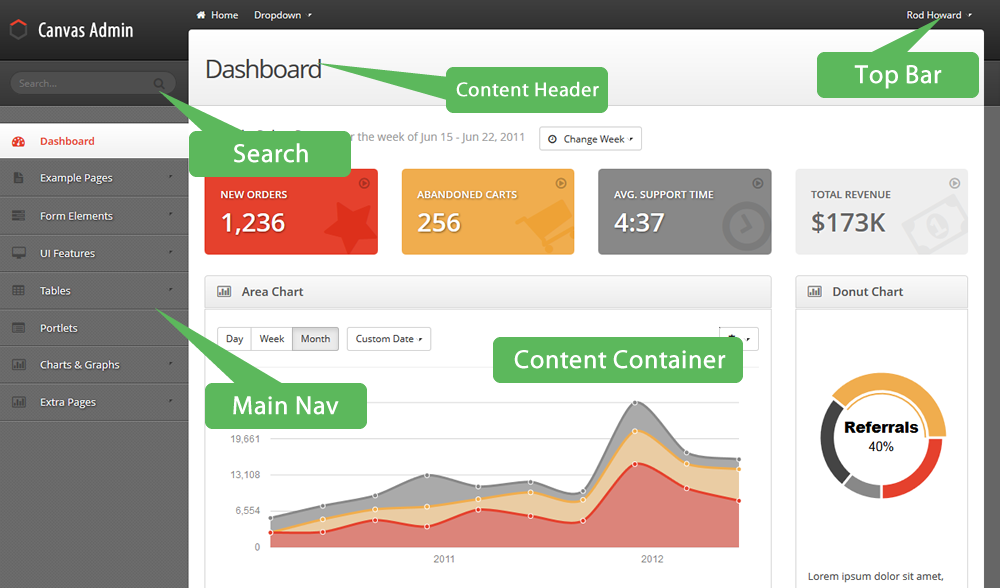 Canvas Admin
Home Dropdown
Rod Howard
Search...
Dashboard
Content Header
Top Bar
for the week of Jun 15 - Jun 22, 2011
Change Week
Search
Dashboard
Example Pages
Form Elements
UI Features
Tables
Portlets
Charts & Graphs
Extra Pages
Main Nav
NEW ORDERS
1,236
ABANDONED CARTS
256
AVG. SUPPORT TIME
4:37
TOTAL REVENUE
$173K
Area Chart
Day Week Month
Custom Date
Content Container
19,661
13,108
6,554
0
2011 2012
Donut Chart
Referrals
40%
Lorem ipsum dolor sit amet,